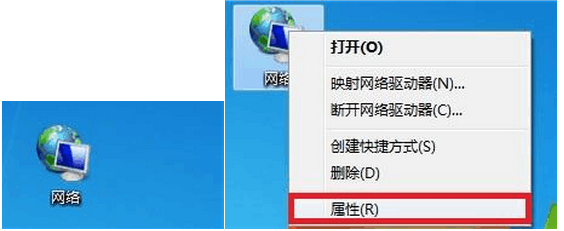 网络
网络
打开(O)
映射网络驱动器(N)...
断开网络驱动器(C)...
创建快捷方式(S)
删除(D)
属性(R)